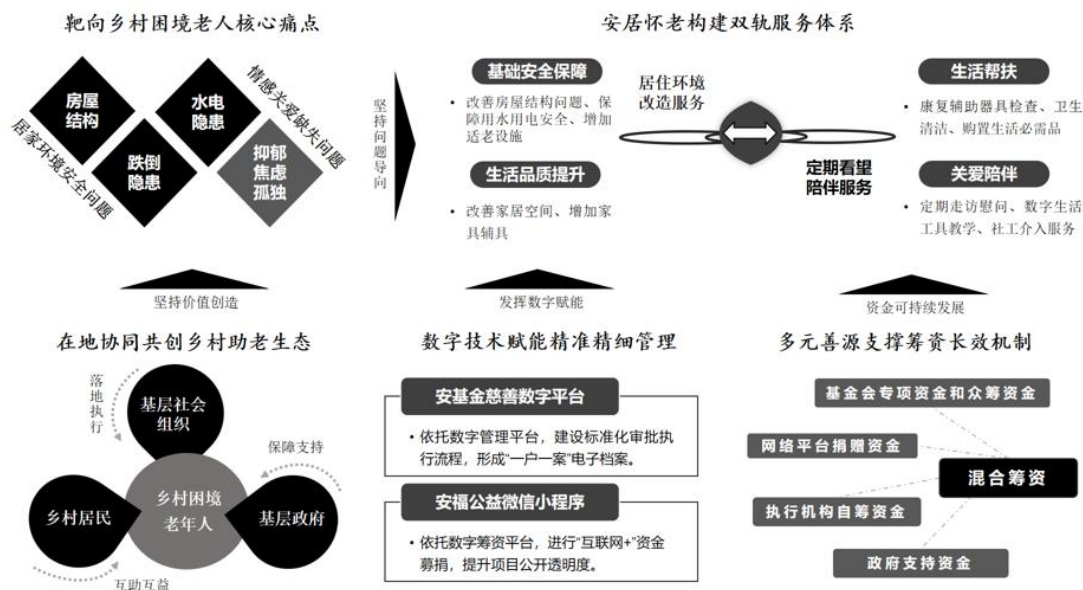 靶向乡村困境老人核心痛点
房屋
结构
水电
隐患
跌倒
隐患
抑郁
焦虑
孤独
居家环境安全问题
情感关爱缺失问题
坚持问题导向
安居怀老构建双轨服务体系
基础安全保障
• 改善房屋结构问题、保
障用水用电安全、增加
适老设施
生活品质提升
• 改善家居空间、增加家
具辅具
居住环境
改造服务
定期看望
陪伴服务
生活帮扶
• 康复辅助器具检查、卫生
清洁、购置生活必需品
关爱陪伴
• 定期走访慰问、数字生活
工具教学、社工介入服务
坚持价值创造
发挥数字赋能
资金可持续发展
在地协同共创乡村助老生态
落地执行
基层社会
组织
保障支持
乡村居民
乡村困境
老年人
基层政府
互助互益
数字技术赋能精准精细管理
安基金慈善数字平台
• 依托数字管理平台，建设标准化审批执
行流程，形成“一户一案”电子档案。
安福公益微信小程序
• 依托数字筹资平台，进行“互联网+”资金
募捐，提升项目公开透明度。
多元善源支撑筹资长效机制
基金会专项资金和众筹资金
网络平台捐赠资金
混合筹资
执行机构自筹资金
政府支持资金